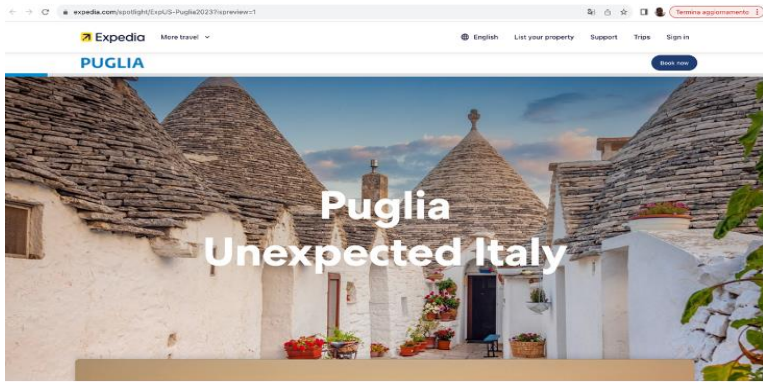 expedia.com/spotlight/ExpUS-Puglia2023?ispreview=1
Termina aggiornamento
Expedia
More travel
English
List your property
Support
Trips
Sign in
PUGLIA
Book now
Puglia
Unexpected Italy